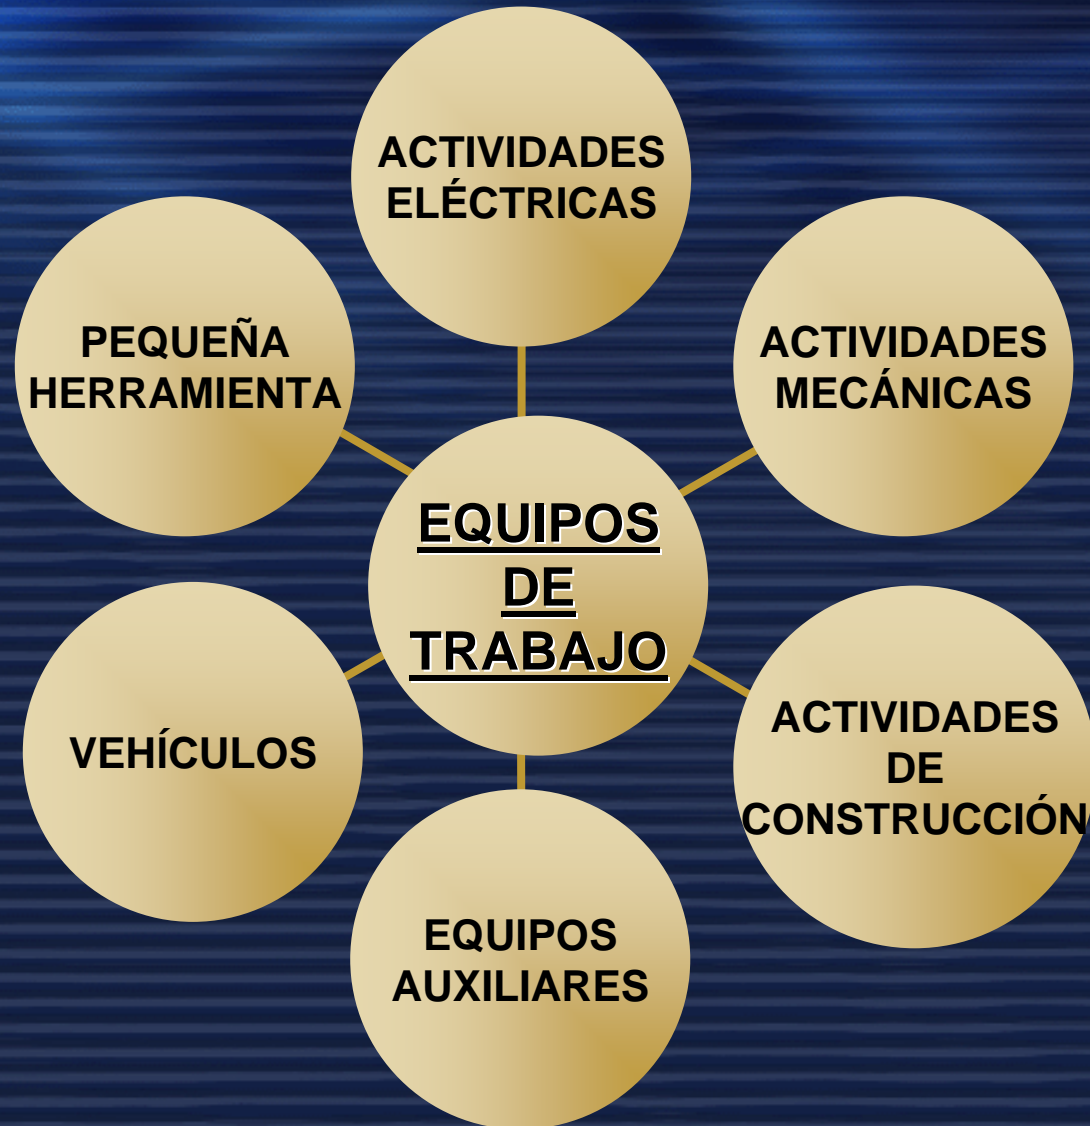 ACTIVIDADES
ELÉCTRICAS
PEQUEÑA
HERRAMIENTA
ACTIVIDADES
MECÁNICAS
EQUIPOS
DE
TRABAJO
VEHÍCULOS
ACTIVIDADES
DE
CONSTRUCCIÓN
EQUIPOS
AUXILIARES